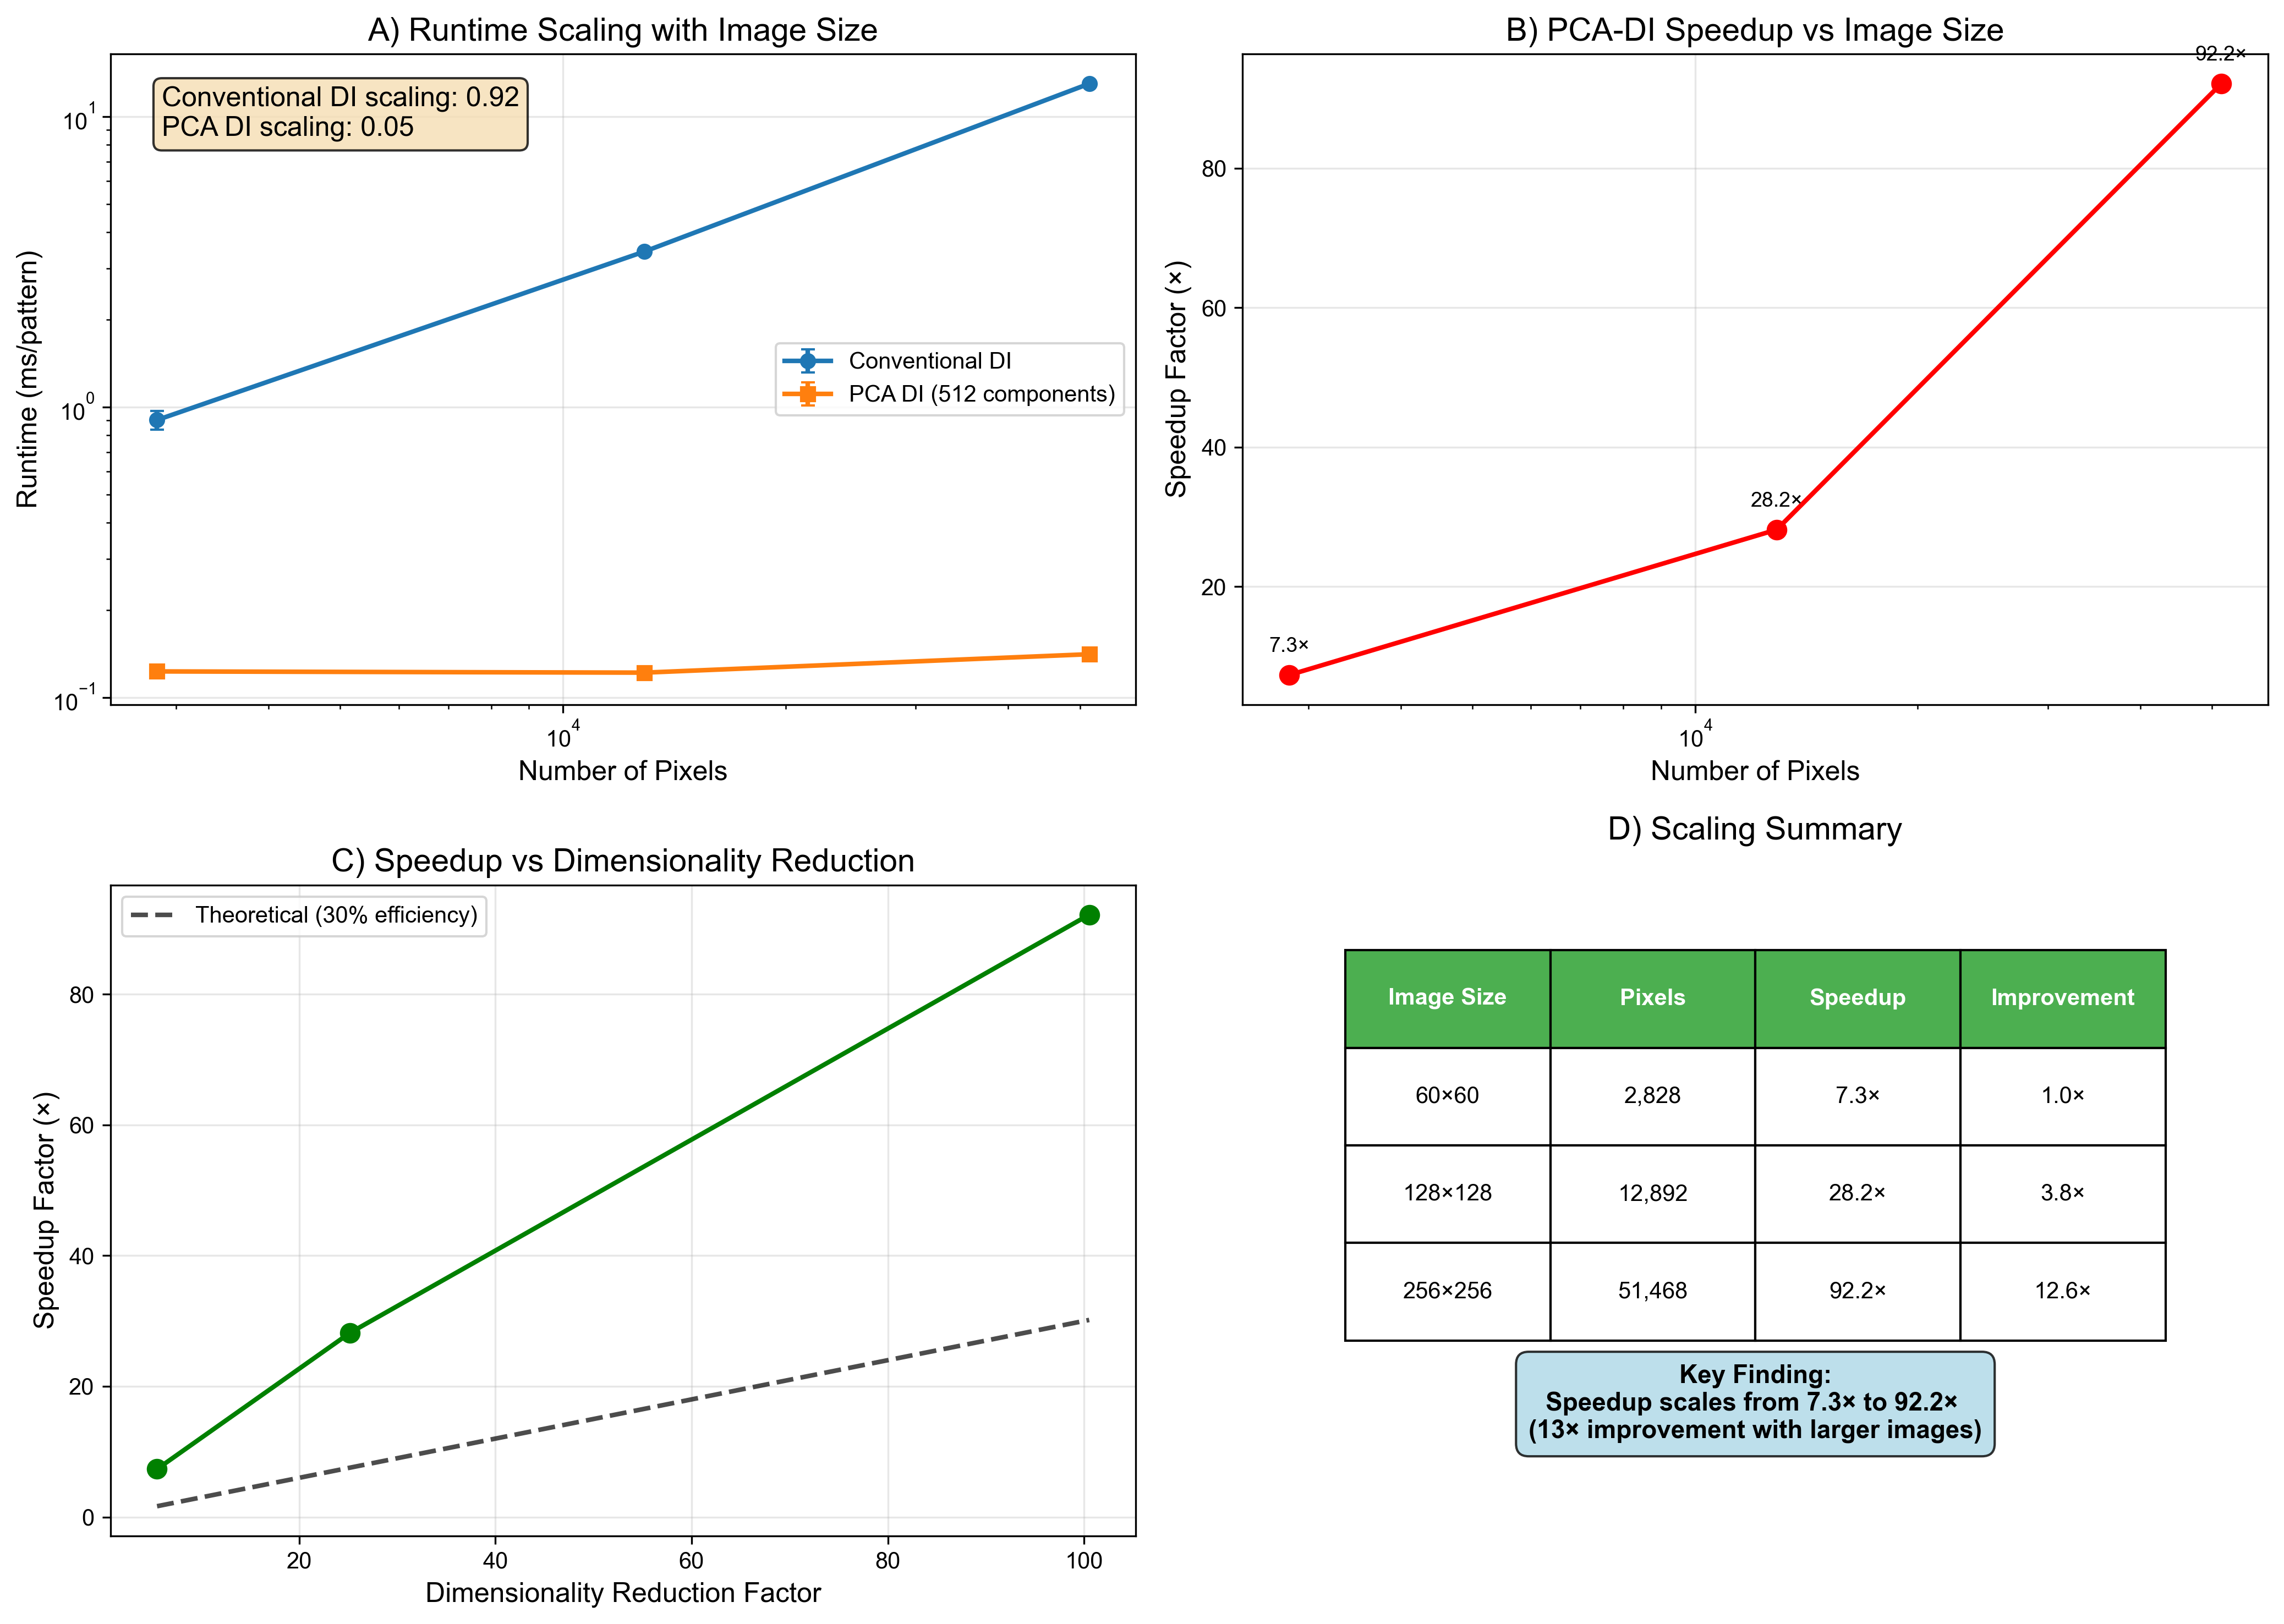 A) Runtime Scaling with Image Size
Conventional DI scaling: 0.92
PCA DI scaling: 0.05
10^1
10^0
10^−1
Runtime (ms/pattern)
Conventional DI
PCA DI (512 components)
10^4
Number of Pixels
B) PCA-DI Speedup vs Image Size
92.2×
28.2×
7.3×
80
60
40
20
Speedup Factor (×)
10^4
Number of Pixels
C) Speedup vs Dimensionality Reduction
Theoretical (30% efficiency)
80
60
40
20
0
Speedup Factor (×)
20 40 60 80 100
Dimensionality Reduction Factor
D) Scaling Summary
Image Size Pixels Speedup Improvement
60×60 2,828 7.3× 1.0×
128×128 12,892 28.2× 3.8×
256×256 51,468 92.2× 12.6×
Key Finding:
Speedup scales from 7.3× to 92.2×
(13× improvement with larger images)